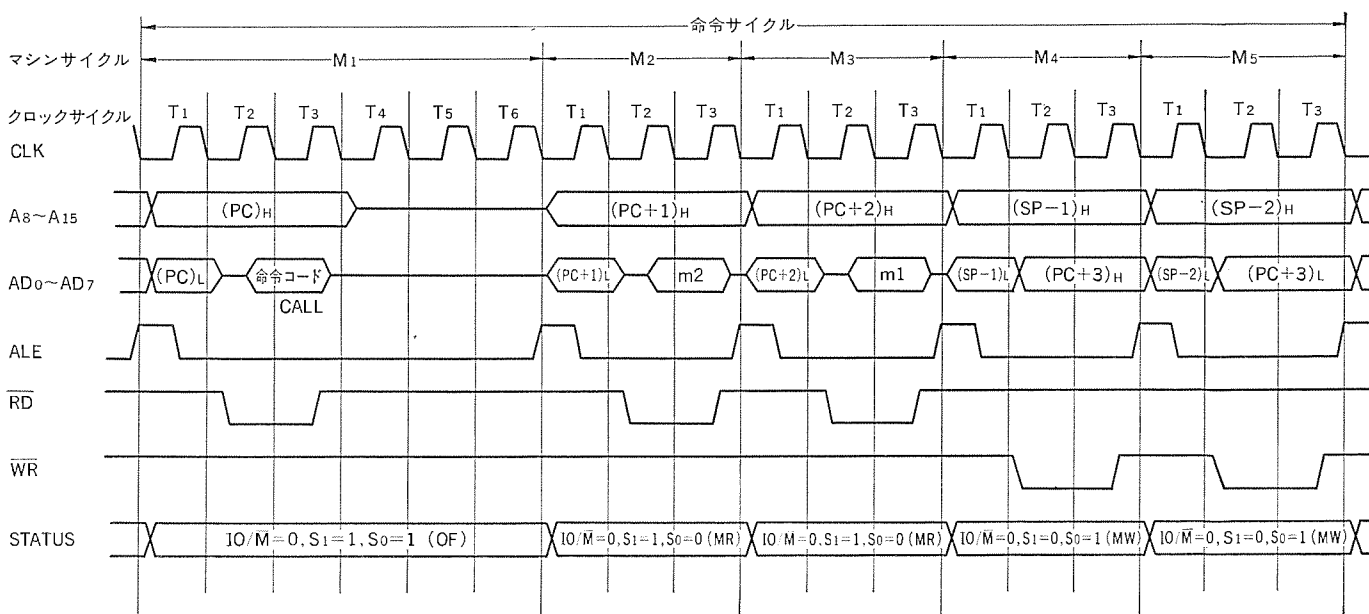 命令サイクル
マシンサイクル M1 M2 M3 M4 M5
クロックサイクル T1 T2 T3 T4 T5 T6 T1 T2 T3 T1 T2 T3 T1 T2 T3 T1 T2 T3
CLK
A8~A15 (PC)H (PC+1)H (PC+2)H (SP−1)H (SP−2)H
AD0~AD7 (PC)L 命令コード (PC+1)L m2 (PC+2)L m1 (SP−1)L (PC+3)H (SP−2)L (PC+3)L
CALL
ALE
R̅D̅
W̅R̅
STATUS IO/M̅=0, S1=1, S0=1 (OF) IO/M̅=0, S1=1, S0=0 (MR) IO/M̅=0, S1=1, S0=0 (MR) IO/M̅=0, S1=0, S0=1 (MW) IO/M̅=0, S1=0, S0=1 (MW)